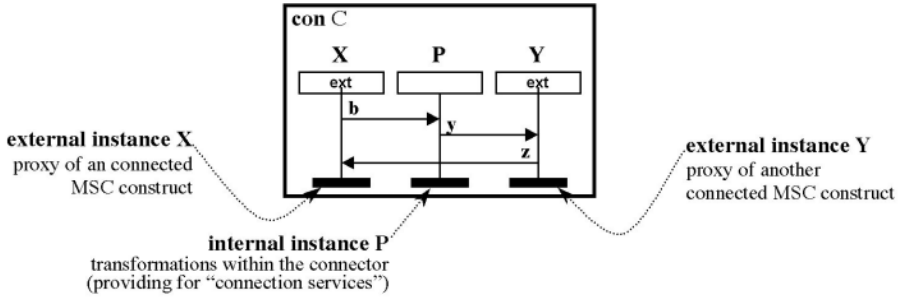 con C
X P Y
ext ext
b
y
z
external instance X
proxy of an connected
MSC construct
external instance Y
proxy of another
connected MSC construct
internal instance P
transformations within the connector
(providing for “connection services”)